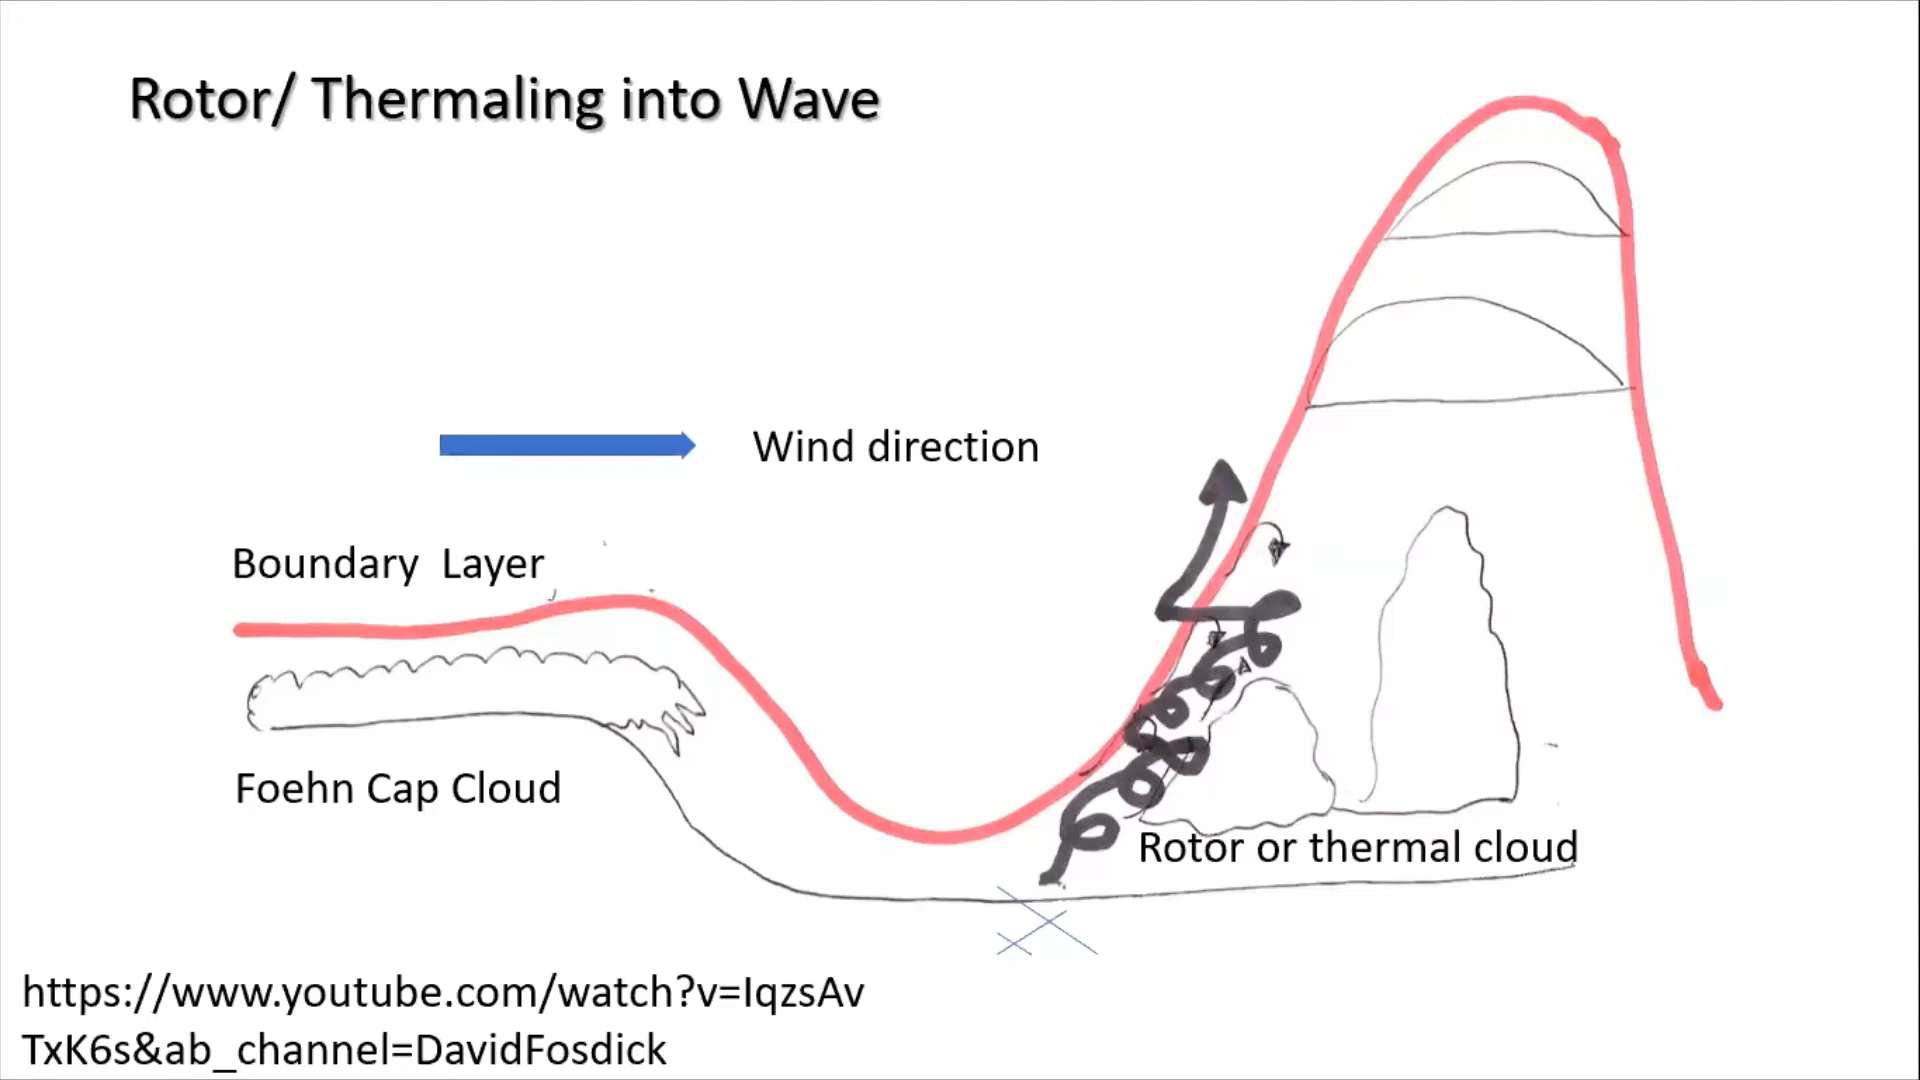 Rotor/ Thermaling into Wave
Wind direction
Boundary Layer
Foehn Cap Cloud
Rotor or thermal cloud
https://www.youtube.com/watch?v=IqzsAv
TxK6s&ab_channel=DavidFosdick